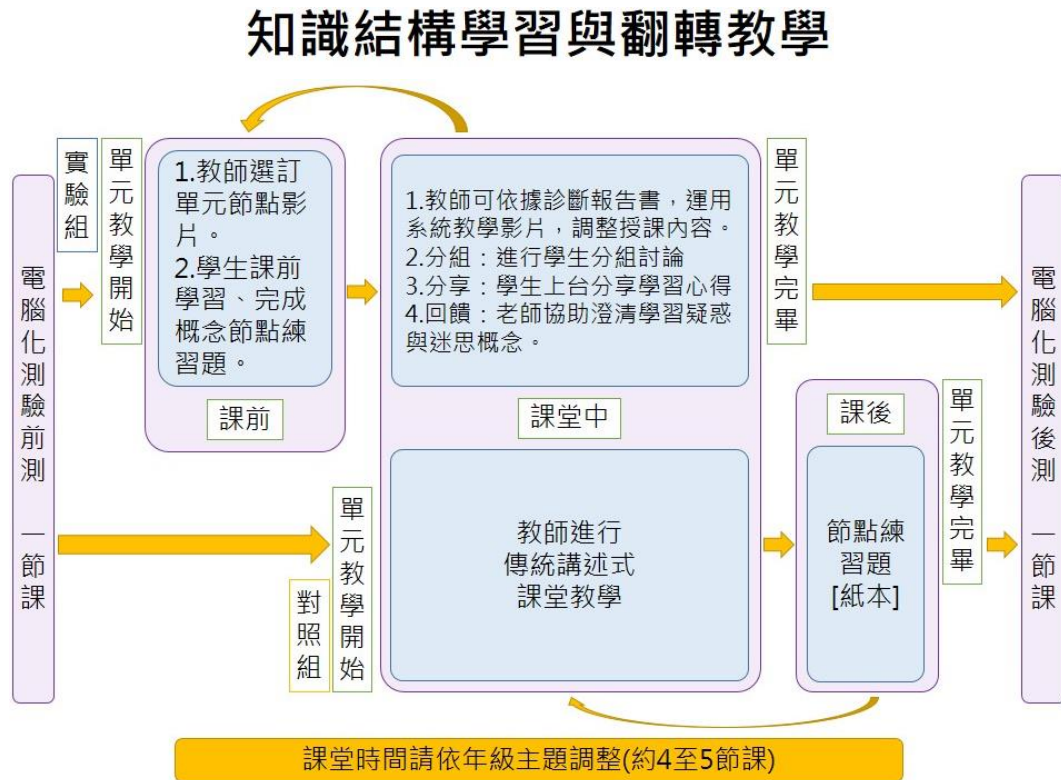 知識結構學習與翻轉教學
電腦化測驗前測 一節課
實驗組
單元教學開始
1.教師選訂
單元節點影
片。
2.學生課前
學習、完成
概念節點練
習題。
課前
1.教師可依據診斷報告書，運用
系統教學影片，調整授課內容。
2.分組：進行學生分組討論
3.分享：學生上台分享學習心得
4.回饋：老師協助澄清學習疑惑
與迷思概念。
課堂中
單元教學完畢
對照組
單元教學開始
教師進行
傳統講述式
課堂教學
課後
節點練
習題
[紙本]
單元教學完畢
電腦化測驗後測 一節課
課堂時間請依年級主題調整(約4至5節課)